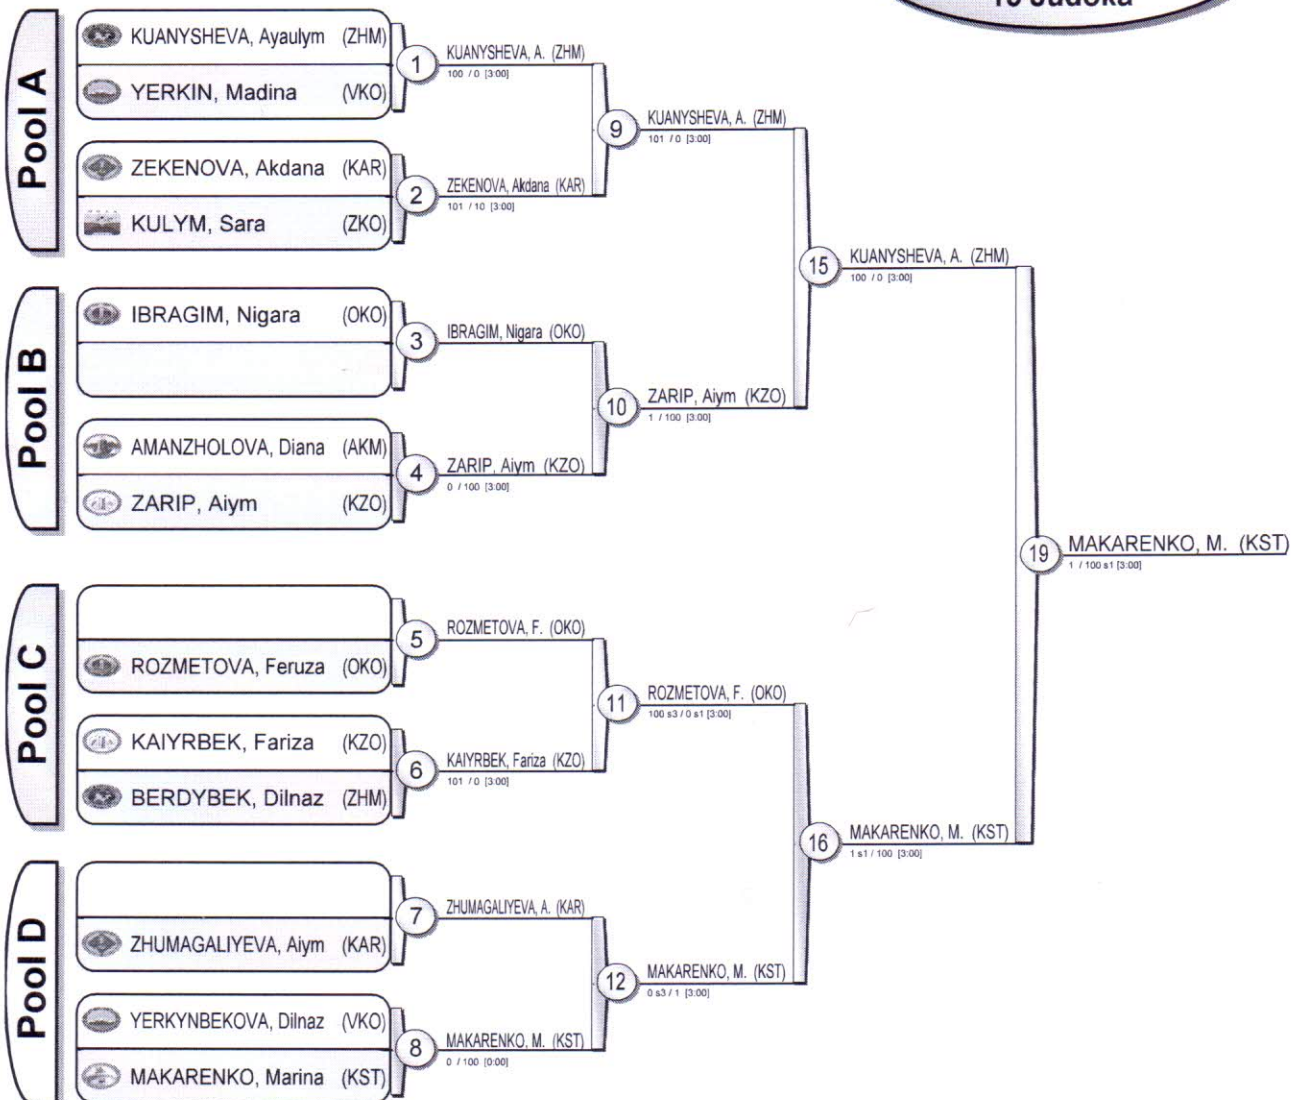 Pool A
KUANYSHEVA, Ayaulym (ZHM)
YERKIN, Madina (VKO)
ZEKENOVA, Akdana (KAR)
KULYM, Sara (ZKO)
Pool B
IBRAGIM, Nigara (OKO)
AMANZHOLOVA, Diana (AKM)
ZARIP, Aiym (KZO)
Pool C
ROZMETOVA, Feruza (OKO)
KAIYRBEK, Fariza (KZO)
BERDYBEK, Dilnaz (ZHM)
Pool D
ZHUMAGALIYEVA, Aiym (KAR)
YERKYNBEKOVA, Dilnaz (VKO)
MAKARENKO, Marina (KST)
1
KUANYSHEVA, A. (ZHM)
100 / 0 [3:00]
2
ZEKENOVA, Akdana (KAR)
101 / 10 [3:00]
3
IBRAGIM, Nigara (OKO)
4
ZARIP, Aiym (KZO)
0 / 100 [3:00]
5
ROZMETOVA, F. (OKO)
6
KAIYRBEK, Fariza (KZO)
101 / 0 [3:00]
7
ZHUMAGALIYEVA, A. (KAR)
8
MAKARENKO, M. (KST)
0 / 100 [0:00]
9
KUANYSHEVA, A. (ZHM)
101 / 0 [3:00]
10
ZARIP, Aiym (KZO)
1 / 100 [3:00]
11
ROZMETOVA, F. (OKO)
100 s3 / 0 s1 [3:00]
12
MAKARENKO, M. (KST)
0 s3 / 1 [3:00]
15
KUANYSHEVA, A. (ZHM)
100 / 0 [3:00]
16
MAKARENKO, M. (KST)
1 s1 / 100 [3:00]
19
MAKARENKO, M. (KST)
1 / 100 s1 [3:00]